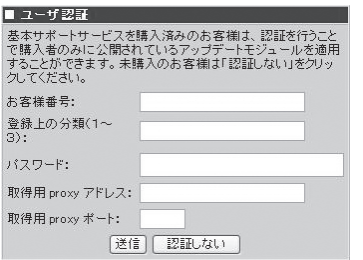 ■ ユーザ認証
基本サポートサービスを購入済みのお客様は、認証を行うこと
で購入者のみに公開されているアップデートモジュールを適用
することができます。未購入のお客様は「認証しない」をクリッ
クしてください。
お客様番号:
登録上の分類(1〜
3):
パスワード:
取得用 proxy アドレス:
取得用 proxy ポート:
送信 認証しない